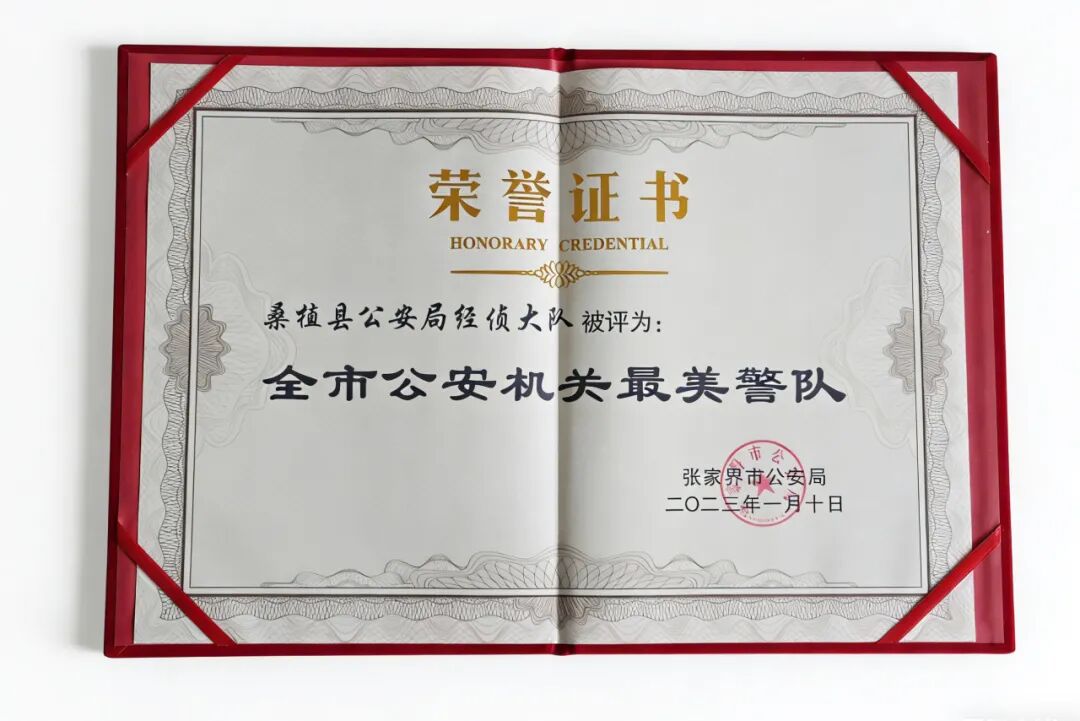 荣誉证书
HONORARY CREDENTIAL
桑植县公安局经侦大队 被评为：
全市公安机关最美警队
张家界市公安局
二〇二三年一月十日